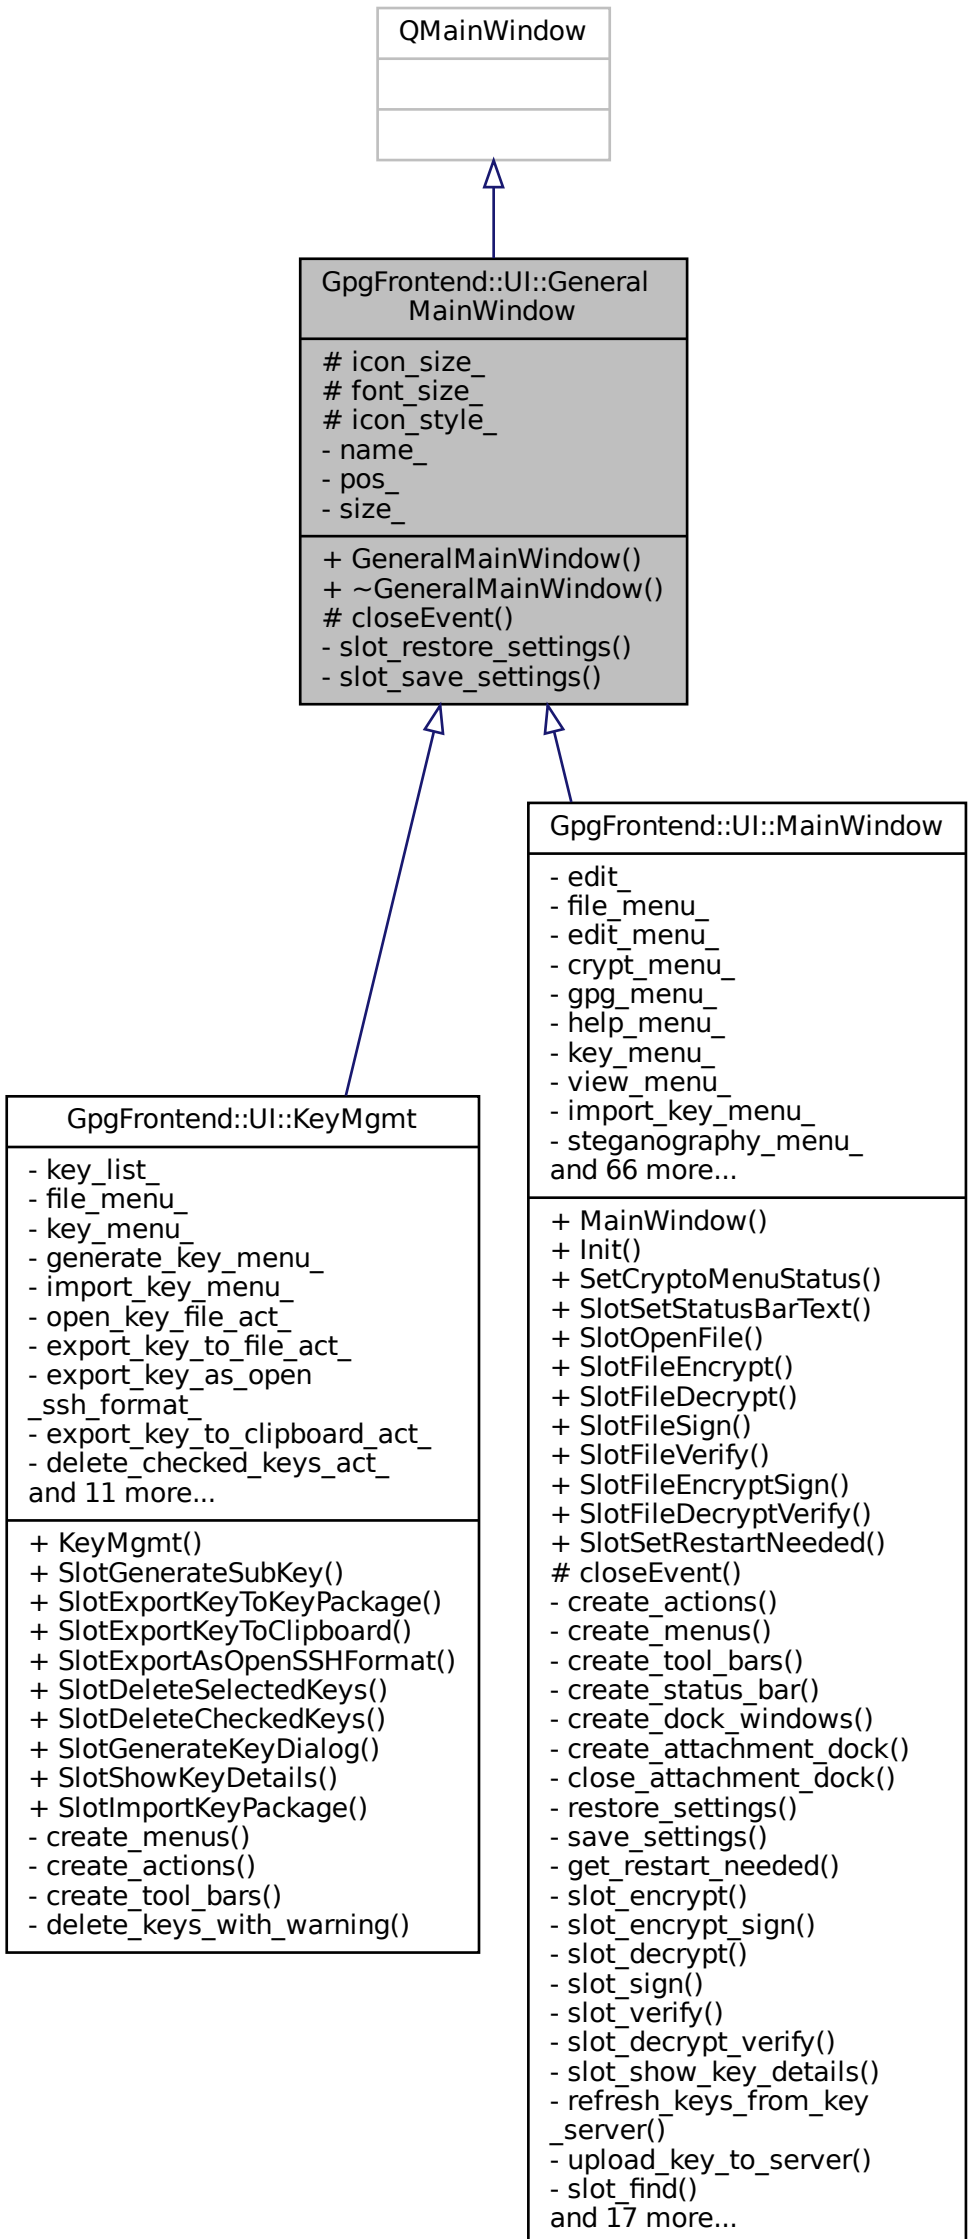 QMainWindow
GpgFrontend::UI::General
MainWindow
# icon_size_
# font_size_
# icon_style_
- name_
- pos_
- size_
+ GeneralMainWindow()
+ ~GeneralMainWindow()
# closeEvent()
- slot_restore_settings()
- slot_save_settings()
GpgFrontend::UI::KeyMgmt
- key_list_
- file_menu_
- key_menu_
- generate_key_menu_
- import_key_menu_
- open_key_file_act_
- export_key_to_file_act_
- export_key_as_open
_ssh_format_
- export_key_to_clipboard_act_
- delete_checked_keys_act_
and 11 more...
+ KeyMgmt()
+ SlotGenerateSubKey()
+ SlotExportKeyToKeyPackage()
+ SlotExportKeyToClipboard()
+ SlotExportAsOpenSSHFormat()
+ SlotDeleteSelectedKeys()
+ SlotDeleteCheckedKeys()
+ SlotGenerateKeyDialog()
+ SlotShowKeyDetails()
+ SlotImportKeyPackage()
- create_menus()
- create_actions()
- create_tool_bars()
- delete_keys_with_warning()
GpgFrontend::UI::MainWindow
- edit_
- file_menu_
- edit_menu_
- crypt_menu_
- gpg_menu_
- help_menu_
- key_menu_
- view_menu_
- import_key_menu_
- steganography_menu_
and 66 more...
+ MainWindow()
+ Init()
+ SetCryptoMenuStatus()
+ SlotSetStatusBarText()
+ SlotOpenFile()
+ SlotFileEncrypt()
+ SlotFileDecrypt()
+ SlotFileSign()
+ SlotFileVerify()
+ SlotFileEncryptSign()
+ SlotFileDecryptVerify()
+ SlotSetRestartNeeded()
# closeEvent()
- create_actions()
- create_menus()
- create_tool_bars()
- create_status_bar()
- create_dock_windows()
- create_attachment_dock()
- close_attachment_dock()
- restore_settings()
- save_settings()
- get_restart_needed()
- slot_encrypt()
- slot_encrypt_sign()
- slot_decrypt()
- slot_sign()
- slot_verify()
- slot_decrypt_verify()
- slot_show_key_details()
- refresh_keys_from_key
_server()
- upload_key_to_server()
- slot_find()
and 17 more...